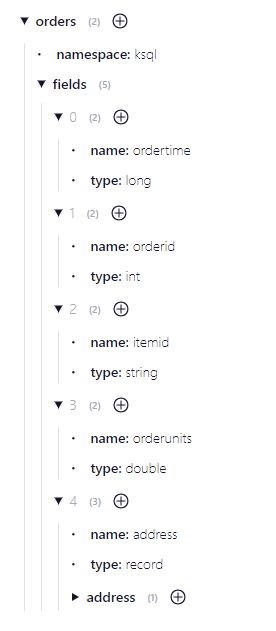 orders (2)
namespace: ksql
fields (5)
0 (2)
name: ordertime
type: long
1 (2)
name: orderid
type: int
2 (2)
name: itemid
type: string
3 (2)
name: orderunits
type: double
4 (3)
name: address
type: record
address (1)